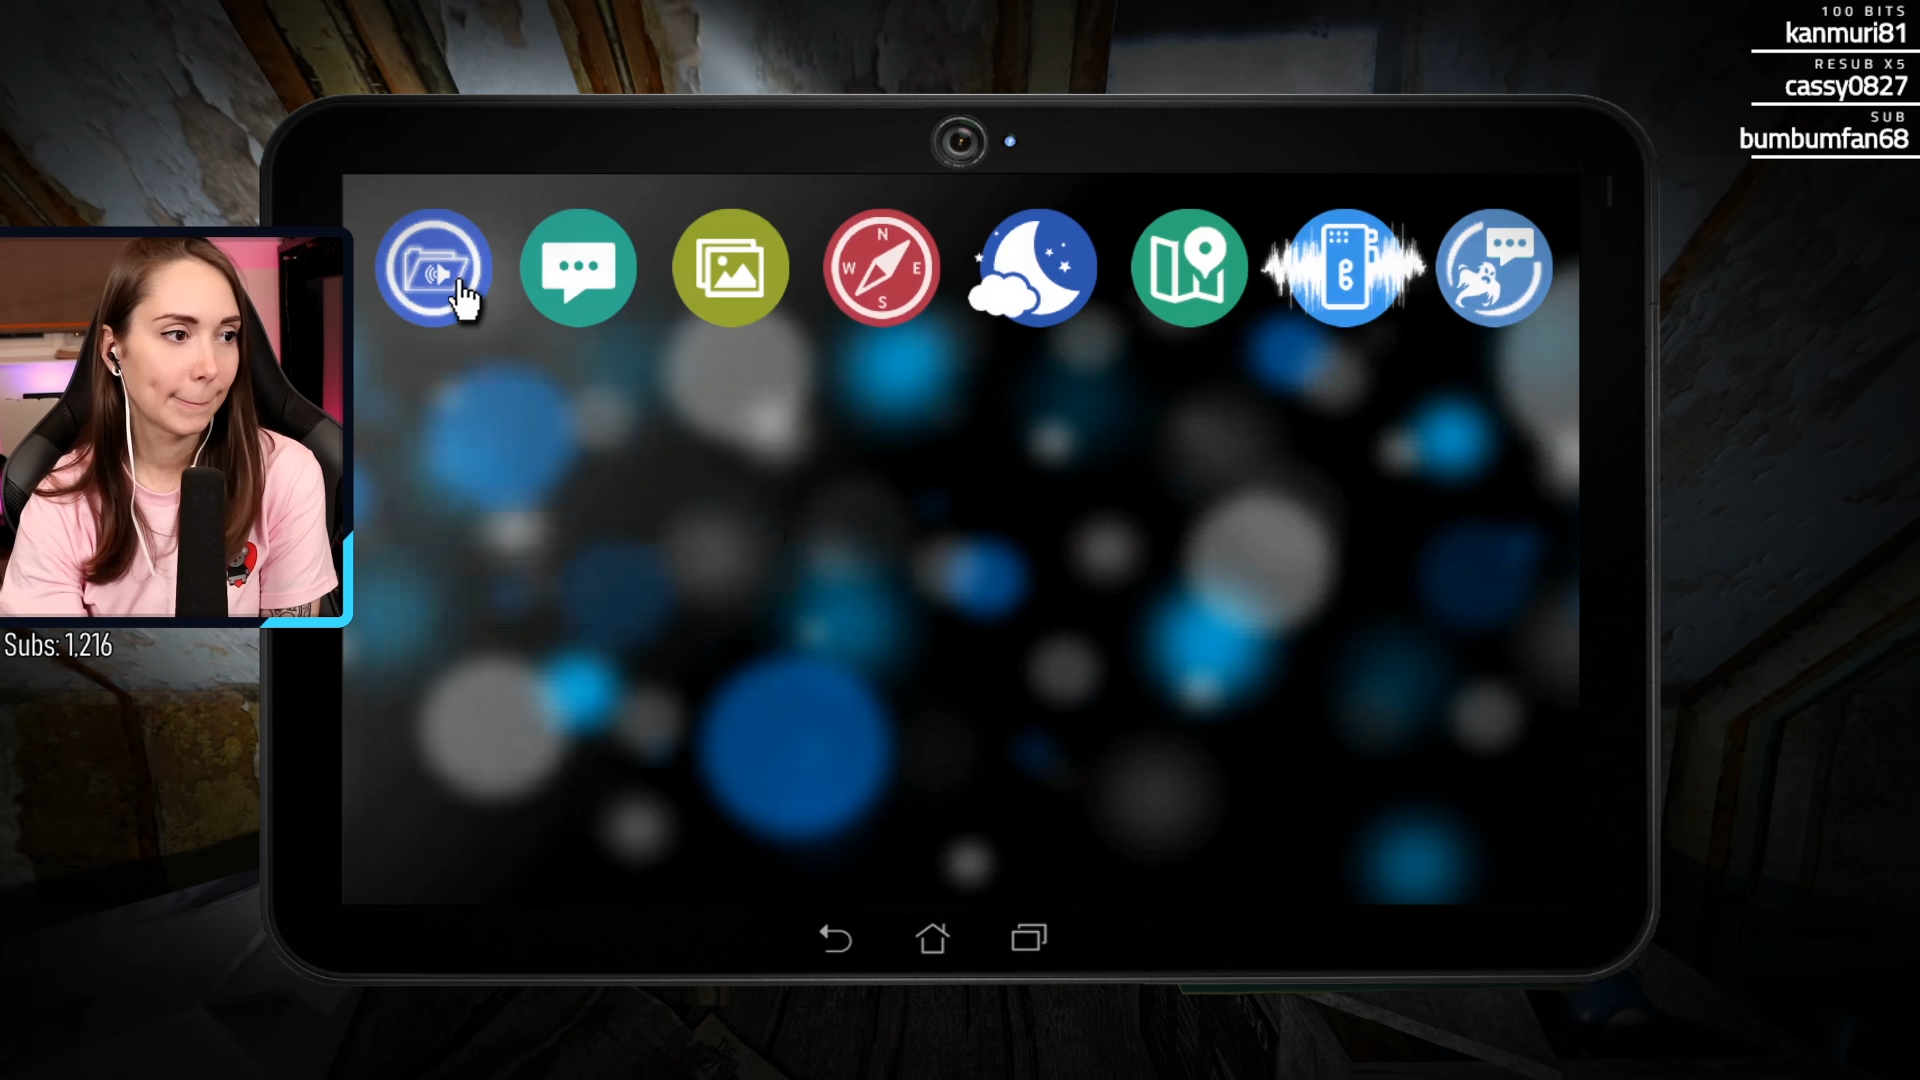 100 BITS
kanmuri81
RESUB X5
cassy0827
SUB
bumbumfan68
N
W E
S
Subs: 1,216